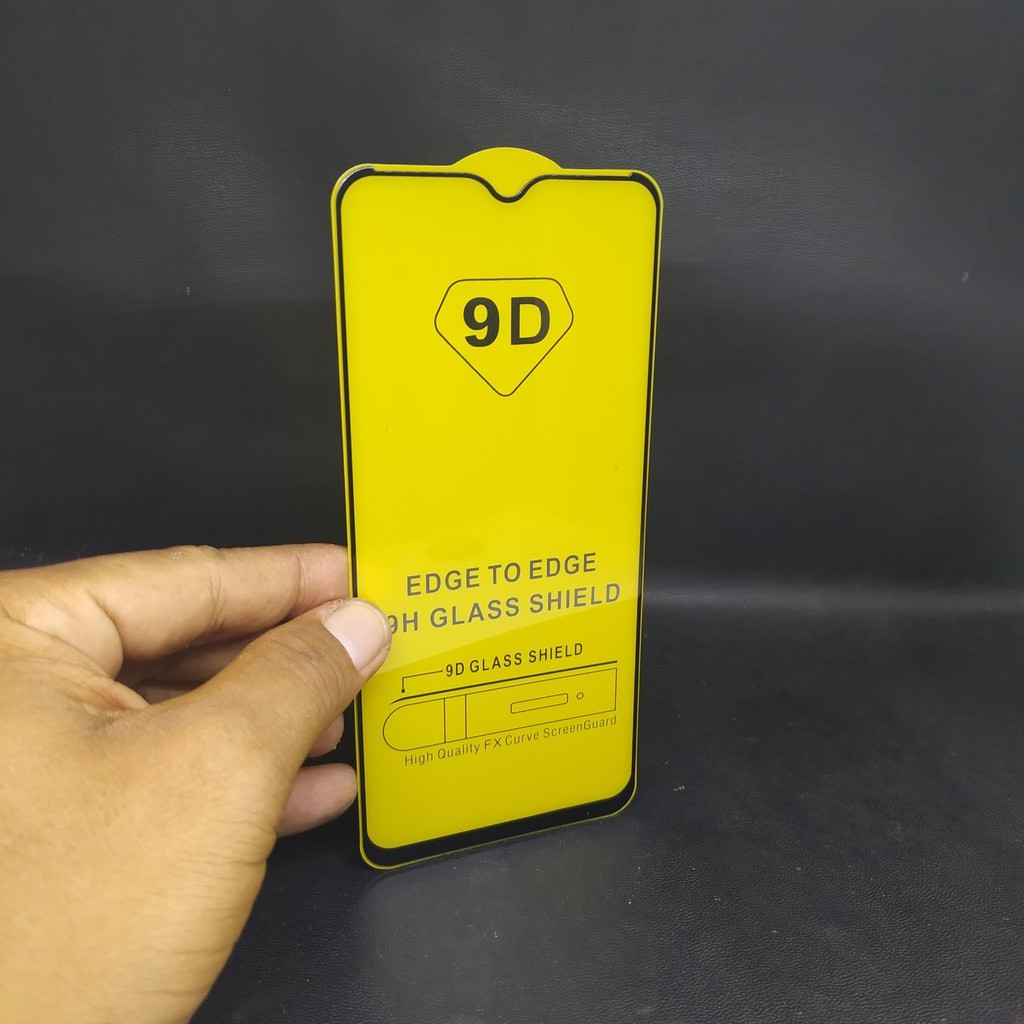 9D
EDGE TO EDGE
9H GLASS SHIELD
9D GLASS SHIELD
High Quality FX Curve ScreenGuard